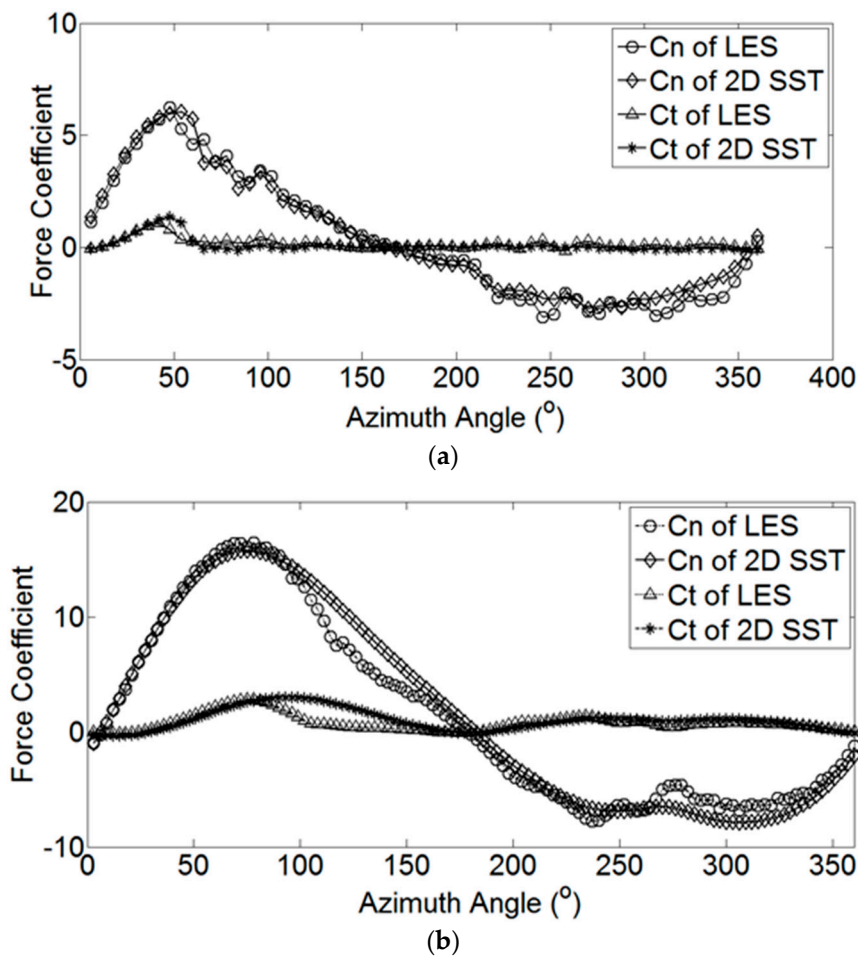 10
5
0
-5
Force Coefficient
Cn of LES
Cn of 2D SST
Ct of LES
Ct of 2D SST
0 50 100 150 200 250 300 350 400
Azimuth Angle (o)
(a)
20
10
0
-10
Force Coefficient
Cn of LES
Cn of 2D SST
Ct of LES
Ct of 2D SST
0 50 100 150 200 250 300 350
Azimuth Angle (o)
(b)